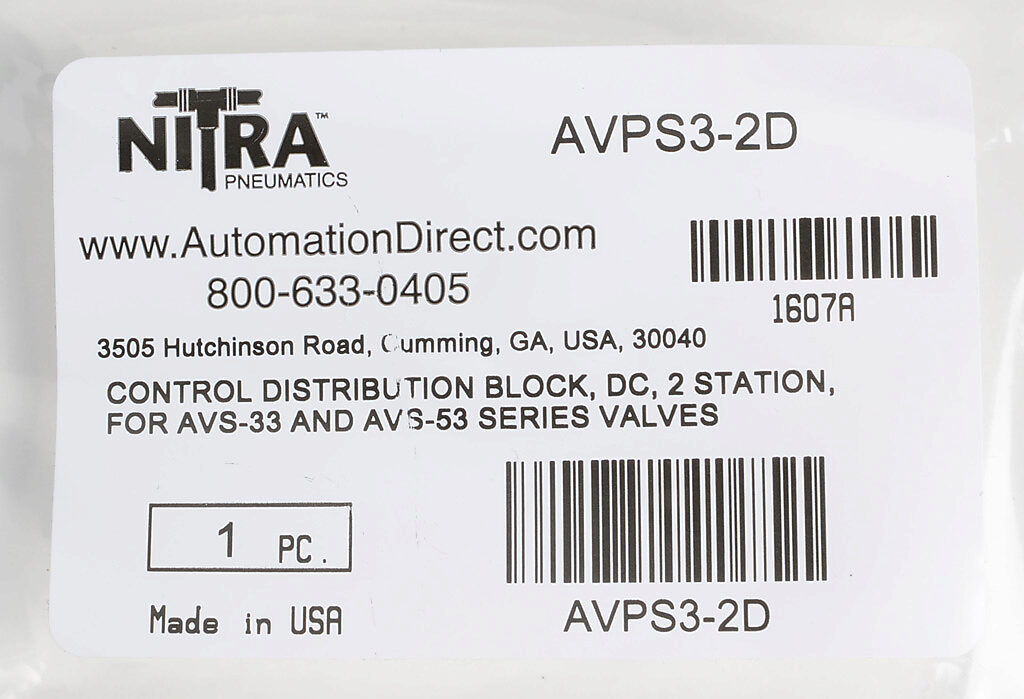 NITRA™
PNEUMATICS
AVPS3-2D
www.AutomationDirect.com
800-633-0405
1607A
3505 Hutchinson Road, Cumming, GA, USA, 30040
CONTROL DISTRIBUTION BLOCK, DC, 2 STATION,
FOR AVS-33 AND AVS-53 SERIES VALVES
1 PC.
Made in USA
AVPS3-2D